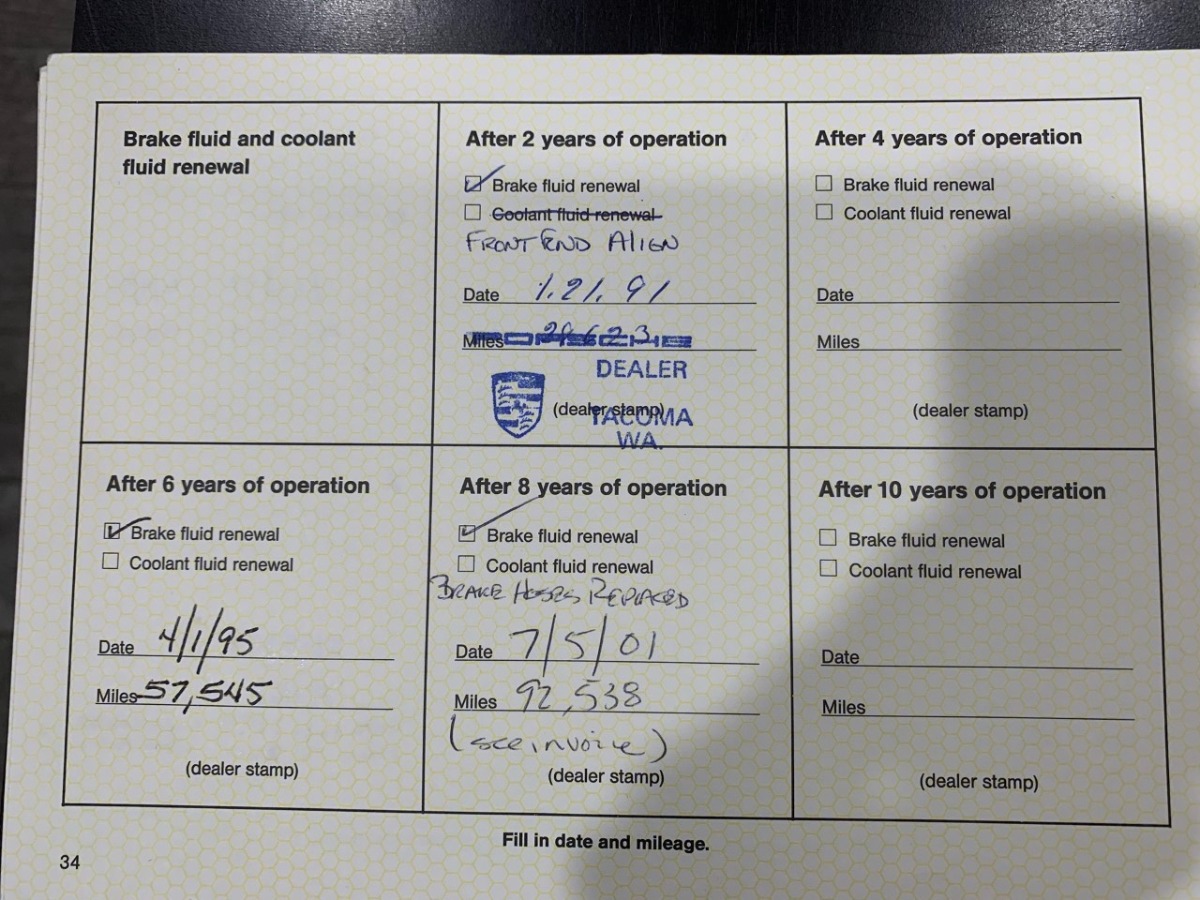 Brake fluid and coolant
fluid renewal
After 2 years of operation
Brake fluid renewal
Coolant fluid renewal
FRONT END ALIGN
Date 1.21.91
Miles 29623
PORSCHE
DEALER
(dealer stamp)
TACOMA
WA.
After 4 years of operation
Brake fluid renewal
Coolant fluid renewal
Date
Miles
(dealer stamp)
After 6 years of operation
Brake fluid renewal
Coolant fluid renewal
Date 4/1/95
Miles 57,545
(dealer stamp)
After 8 years of operation
Brake fluid renewal
Coolant fluid renewal
BRAKE HOSES REPLACED
Date 7/5/01
Miles 92,538
(see invoice)
(dealer stamp)
After 10 years of operation
Brake fluid renewal
Coolant fluid renewal
Date
Miles
(dealer stamp)
Fill in date and mileage.
34